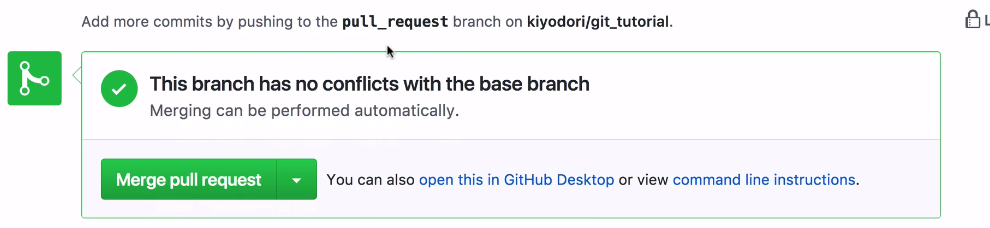 Add more commits by pushing to the pull_request branch on kiyodori/git_tutorial.
L
This branch has no conflicts with the base branch
Merging can be performed automatically.
Merge pull request
You can also open this in GitHub Desktop or view command line instructions.